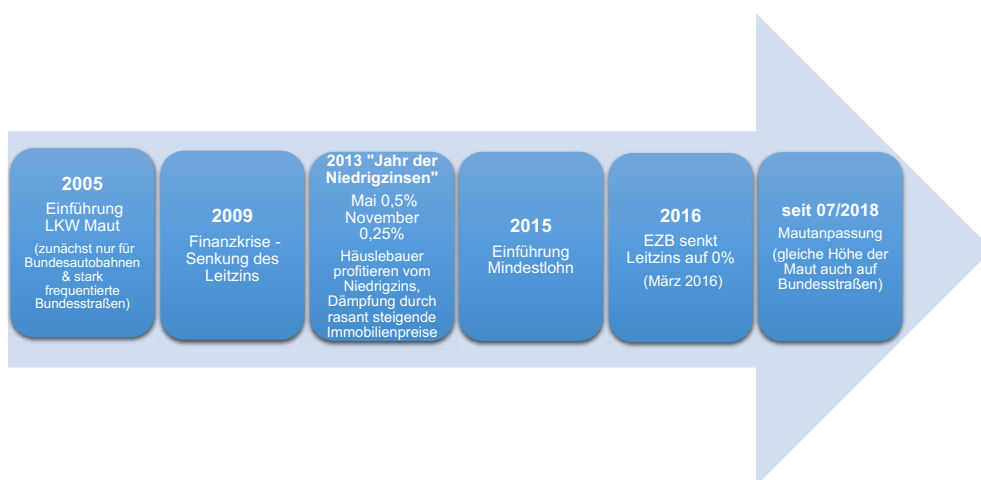 2005
Einführung
LKW Maut
(zunächst nur für
Bundesautobahnen
& stark
frequentierte
Bundesstraßen)
2009
Finanzkrise -
Senkung des
Leitzins
2013 "Jahr der
Niedrigzinsen"
Mai 0,5%
November
0,25%
Häuslebauer
profitieren vom
Niedrigzins,
Dämpfung durch
rasant steigende
Immobilienpreise
2015
Einführung
Mindestlohn
2016
EZB senkt
Leitzins auf 0%
(März 2016)
seit 07/2018
Mautanpassung
(gleiche Höhe der
Maut auch auf
Bundesstraßen)